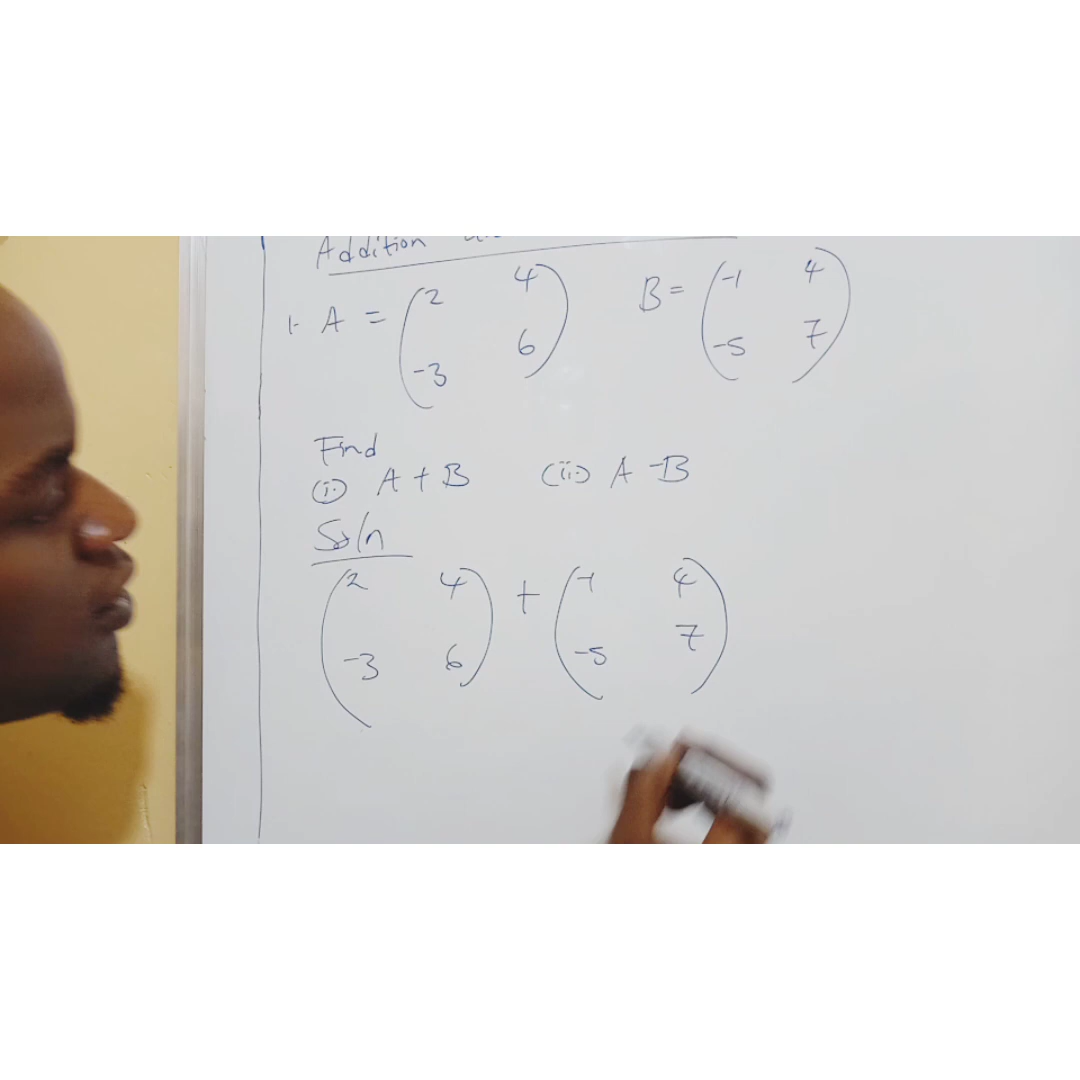 Addition
1. A = (2 4
-3 6) B = (-1 4
-5 7)
Find
(i) A + B (ii) A - B
Soln
(2 4
-3 6) + (-1 4
-5 7)